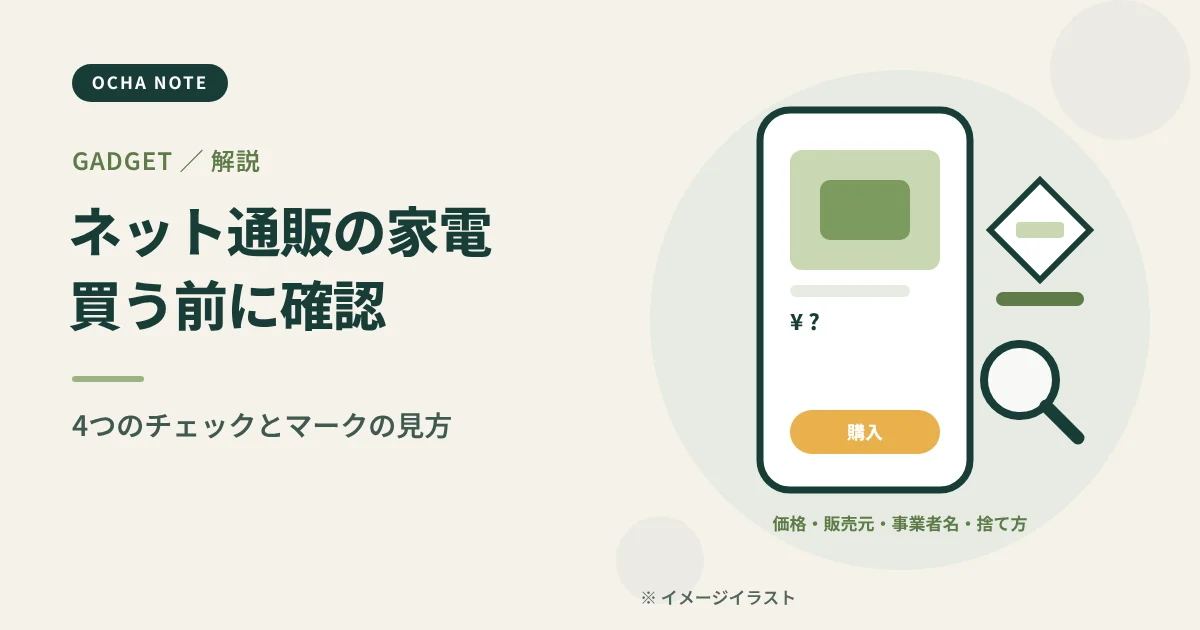 OCHA NOTE
GADGET ／ 解説
ネット通販の家電
買う前に確認
4つのチェックとマークの見方
¥ ?
購入
価格・販売元・事業者名・捨て方
※ イメージイラスト